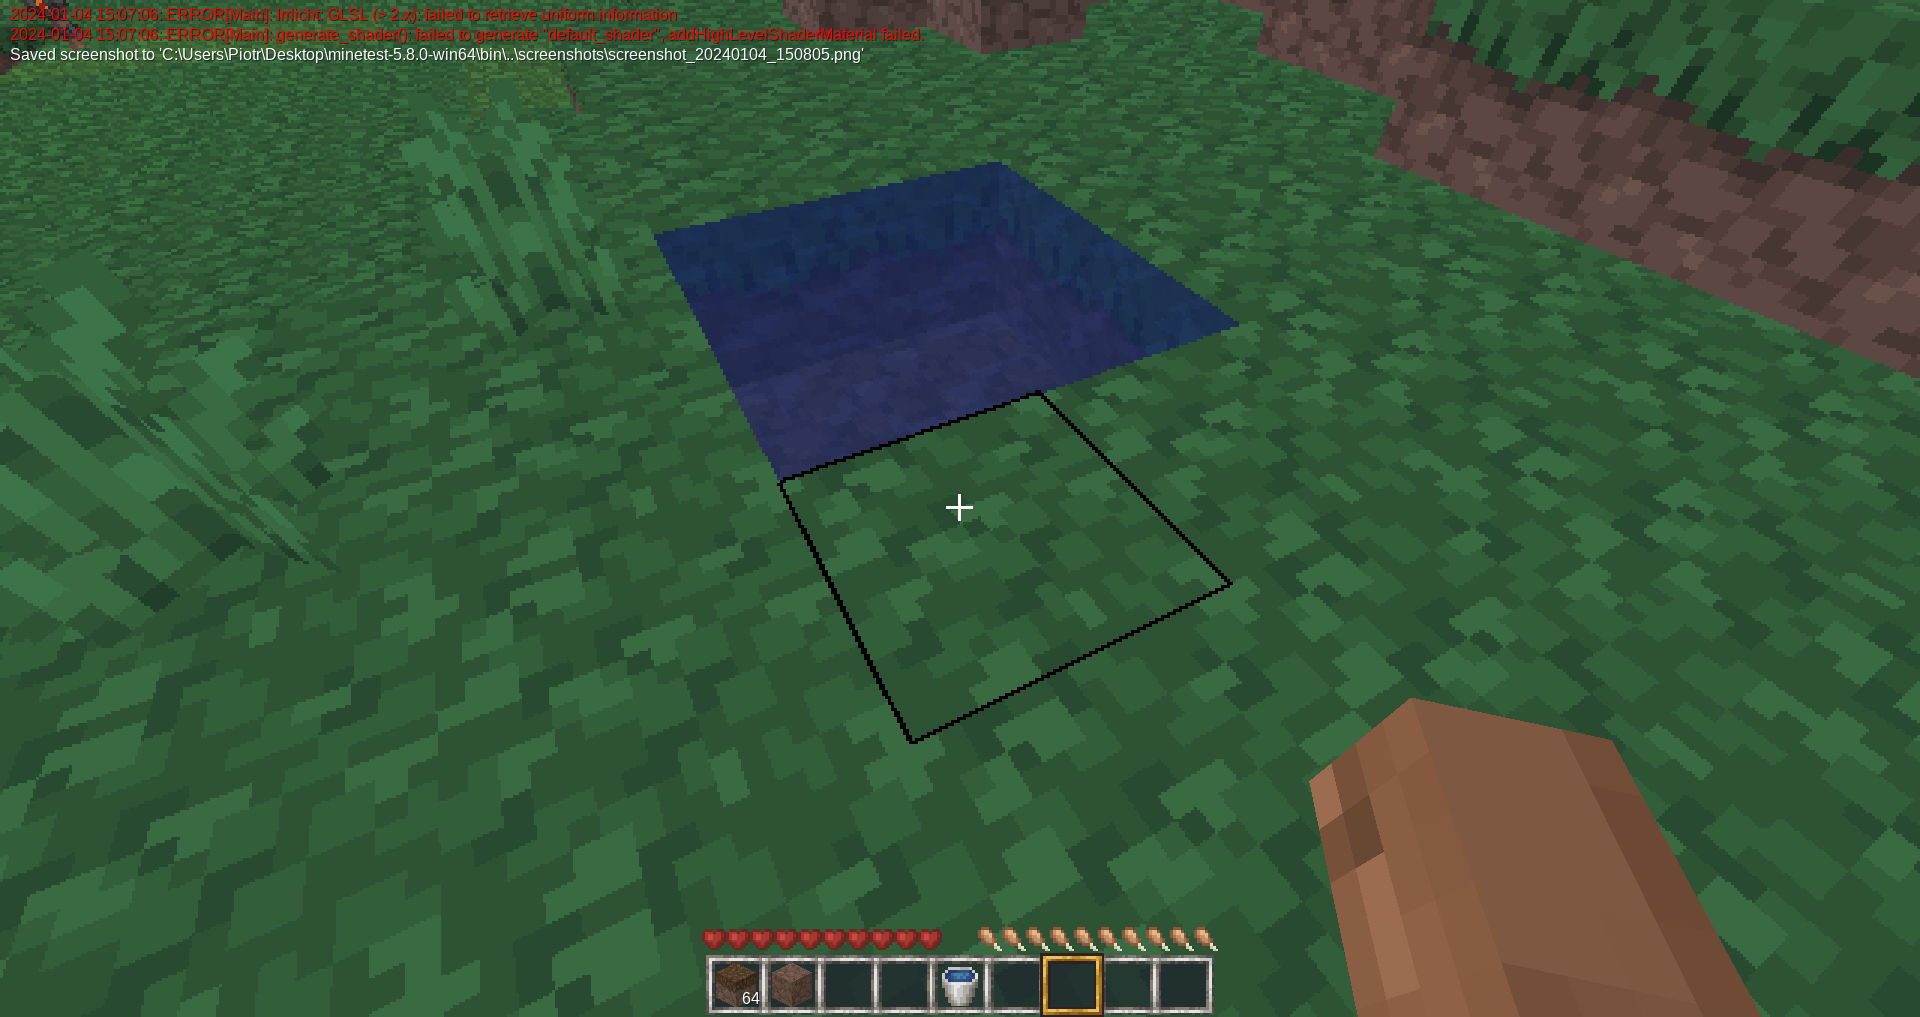 2024-01-04 15:07:06: ERROR[Main]: Irrlicht: GLSL (> 2.x): failed to retrieve uniform information
2024-01-04 15:07:06: ERROR[Main]: generate_shader(): failed to generate "default_shader", addHighLevelShaderMaterial failed.
Saved screenshot to 'C:\Users\Piotr\Desktop\minetest-5.8.0-win64\bin\..\screenshots\screenshot_20240104_150805.png'
64